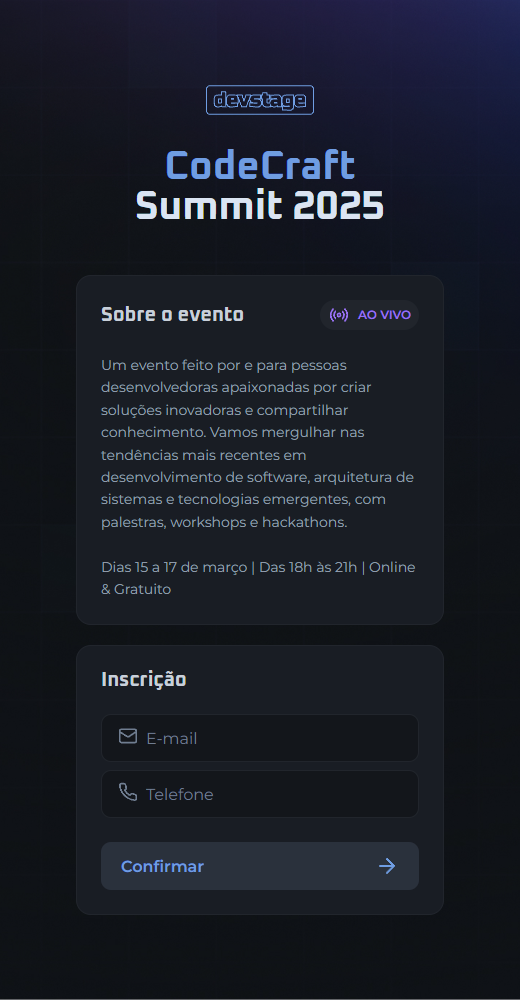 devstage
CodeCraft
Summit 2025
Sobre o evento
AO VIVO
Um evento feito por e para pessoas
desenvolvedoras apaixonadas por criar
soluções inovadoras e compartilhar
conhecimento. Vamos mergulhar nas
tendências mais recentes em
desenvolvimento de software, arquitetura de
sistemas e tecnologias emergentes, com
palestras, workshops e hackathons.
Dias 15 a 17 de março | Das 18h às 21h | Online
& Gratuito
Inscrição
E-mail
Telefone
Confirmar